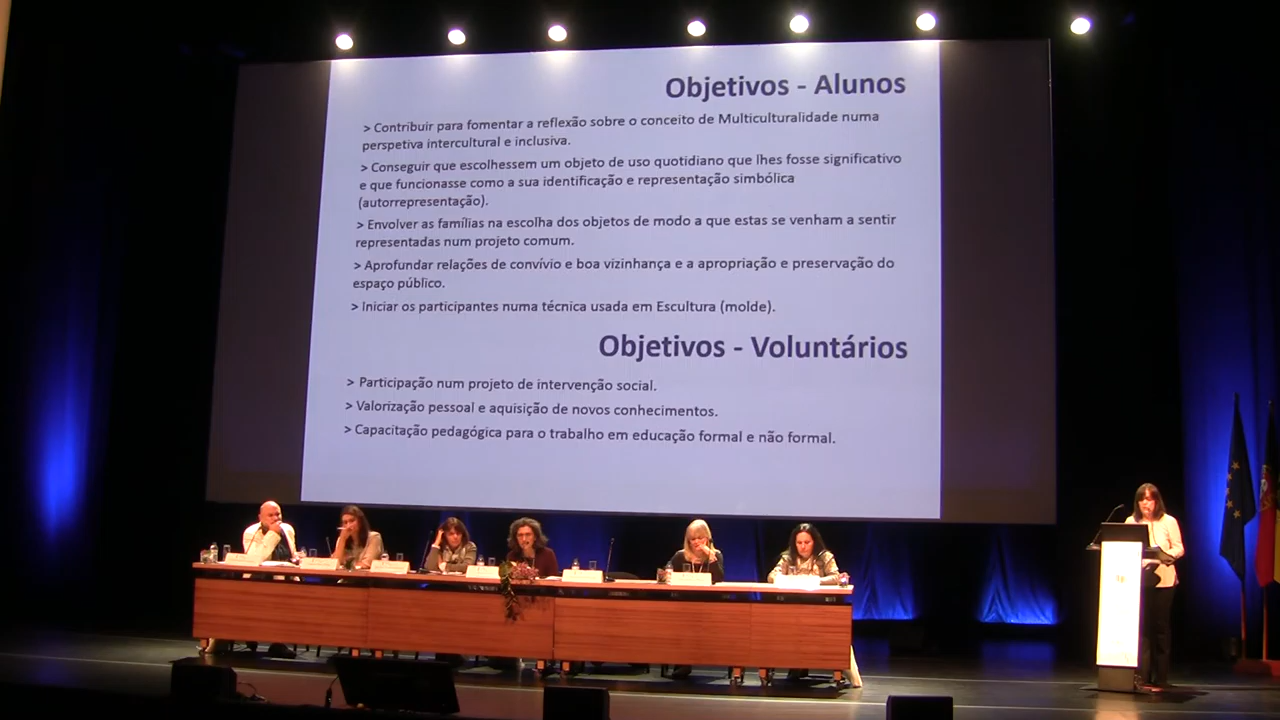 Objetivos - Alunos
> Contribuir para fomentar a reflexão sobre o conceito de Multiculturalidade numa
perspetiva intercultural e inclusiva.
> Conseguir que escolhessem um objeto de uso quotidiano que lhes fosse significativo
e que funcionasse como a sua identificação e representação simbólica
(autorrepresentação).
> Envolver as famílias na escolha dos objetos de modo a que estas se venham a sentir
representadas num projeto comum.
> Aprofundar relações de convívio e boa vizinhança e a apropriação e preservação do
espaço público.
> Iniciar os participantes numa técnica usada em Escultura (molde).
Objetivos - Voluntários
> Participação num projeto de intervenção social.
> Valorização pessoal e aquisição de novos conhecimentos.
> Capacitação pedagógica para o trabalho em educação formal e não formal.